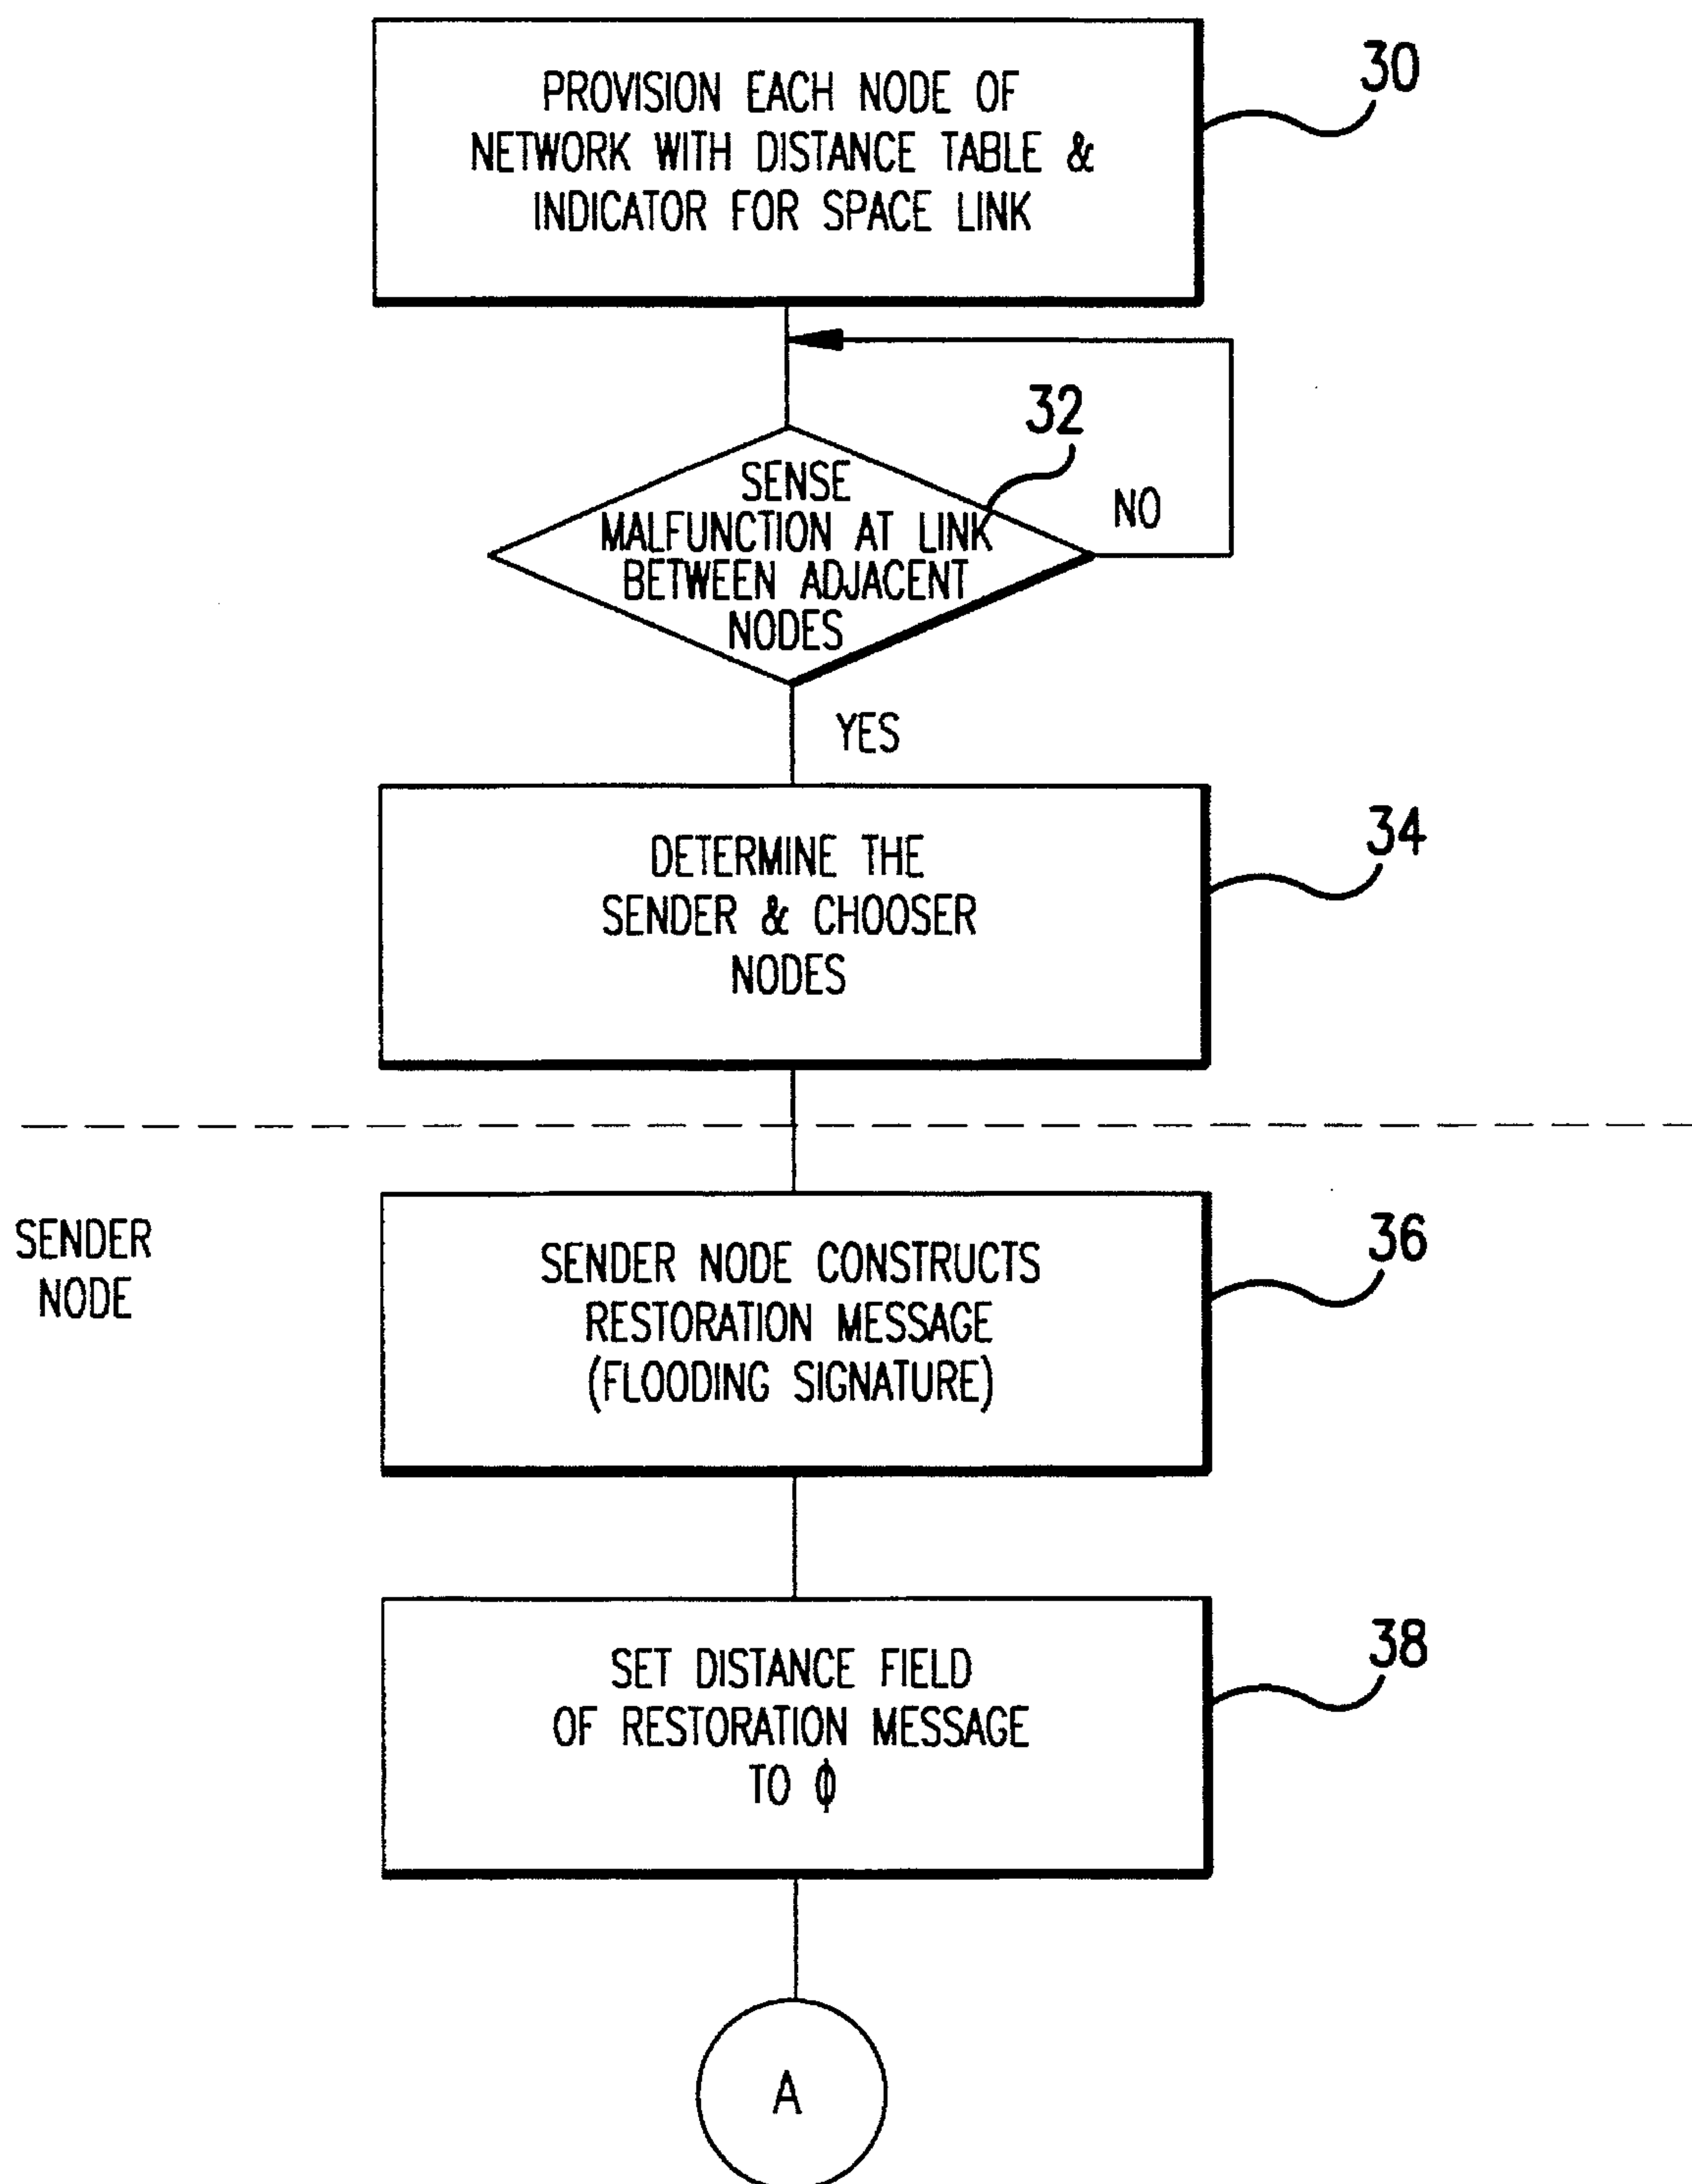 PROVISION EACH NODE OF
NETWORK WITH DISTANCE TABLE &
INDICATOR FOR SPACE LINK
30
32
SENSE
MALFUNCTION AT LINK
BETWEEN ADJACENT
NODES
NO
YES
DETERMINE THE
SENDER & CHOOSER
NODES
34
SENDER
NODE
SENDER NODE CONSTRUCTS
RESTORATION MESSAGE
(FLOODING SIGNATURE)
36
SET DISTANCE FIELD
OF RESTORATION MESSAGE
TO ϕ
38
A